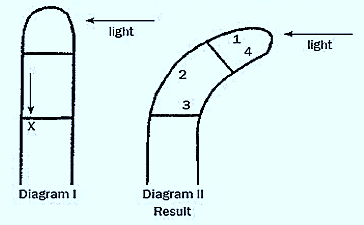 light
X
Diagram I
1
4
2
3
light
Diagram II
Result